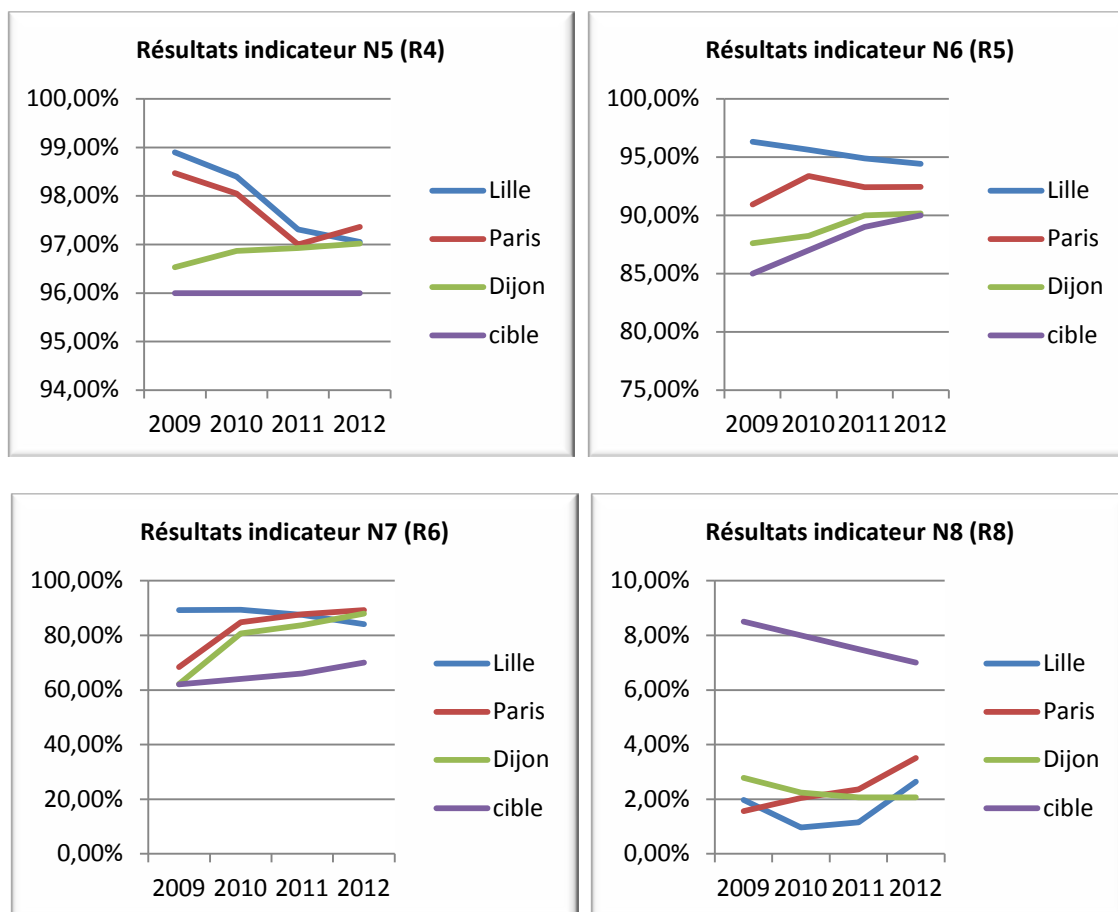 Résultats indicateur N5 (R4)
100,00%
99,00%
98,00%
97,00%
96,00%
95,00%
94,00%
2009 2010 2011 2012
Lille
Paris
Dijon
cible
Résultats indicateur N6 (R5)
100,00%
95,00%
90,00%
85,00%
80,00%
75,00%
2009 2010 2011 2012
Lille
Paris
Dijon
cible
Résultats indicateur N7 (R6)
100,00%
80,00%
60,00%
40,00%
20,00%
0,00%
2009 2010 2011 2012
Lille
Paris
Dijon
cible
Résultats indicateur N8 (R8)
10,00%
8,00%
6,00%
4,00%
2,00%
0,00%
2009 2010 2011 2012
Lille
Paris
Dijon
cible